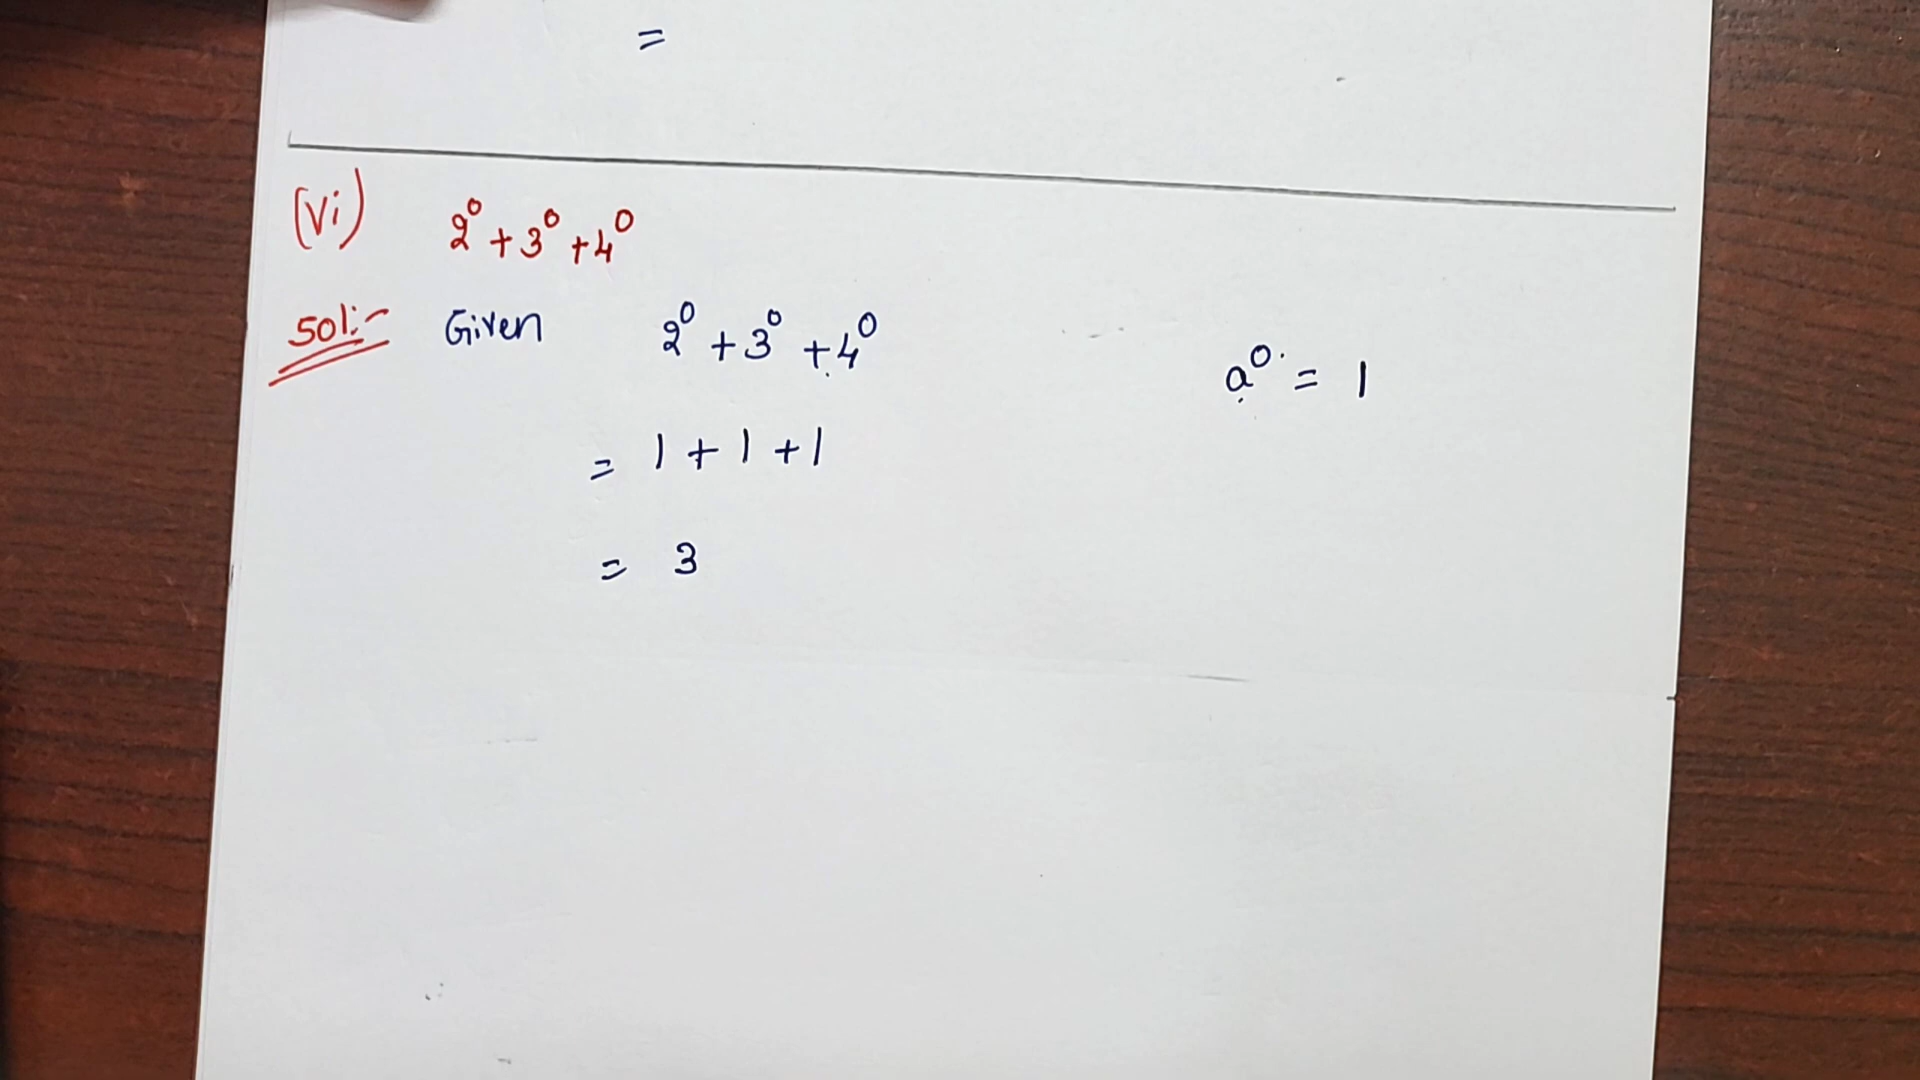 =
(vi) 2⁰ + 3⁰ + 4⁰
Sol:- Given 2⁰ + 3⁰ + 4⁰
a⁰ = 1
= 1 + 1 + 1
= 3